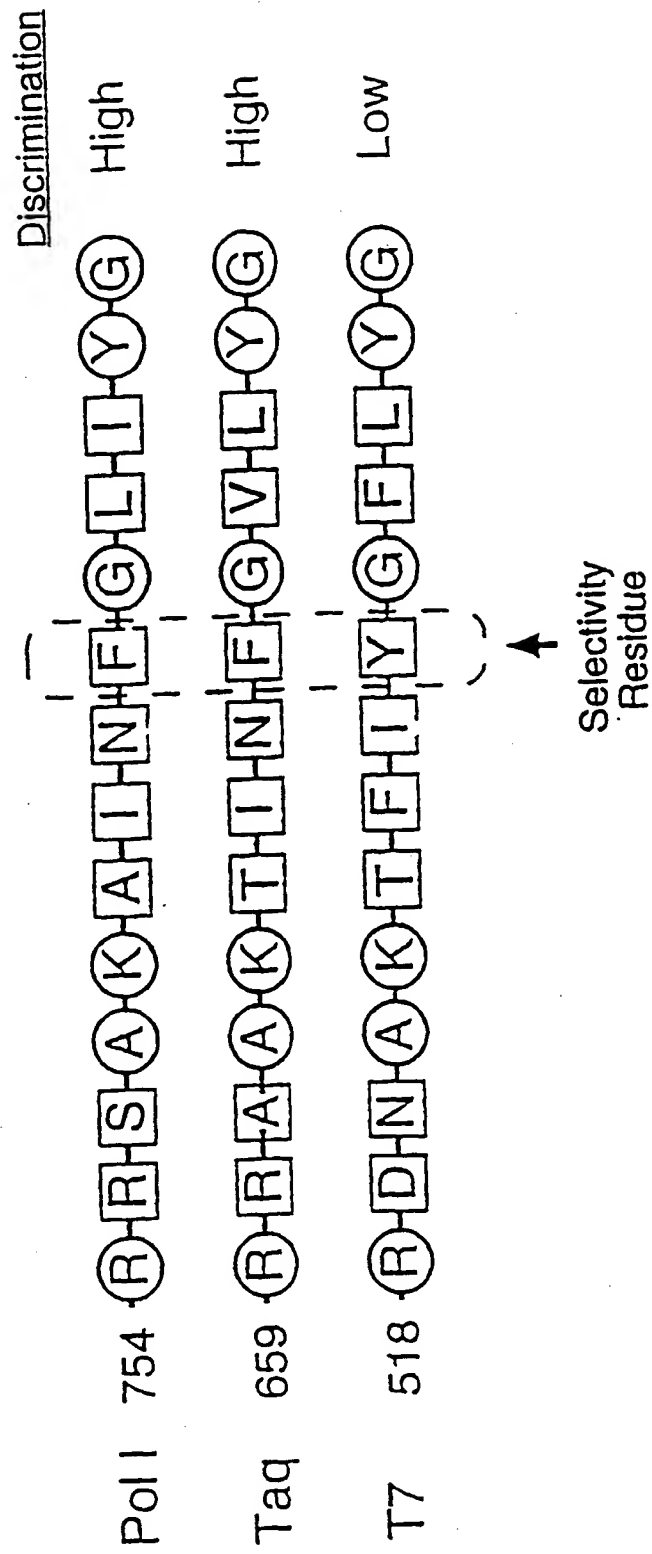 Discrimination
Pol I 754 R R S A K A I N F G L I Y G High
Taq 659 R R A A K T I N F G V L Y G High
T7 518 R D N A K T F I Y G F L Y G Low
Selectivity
Residue